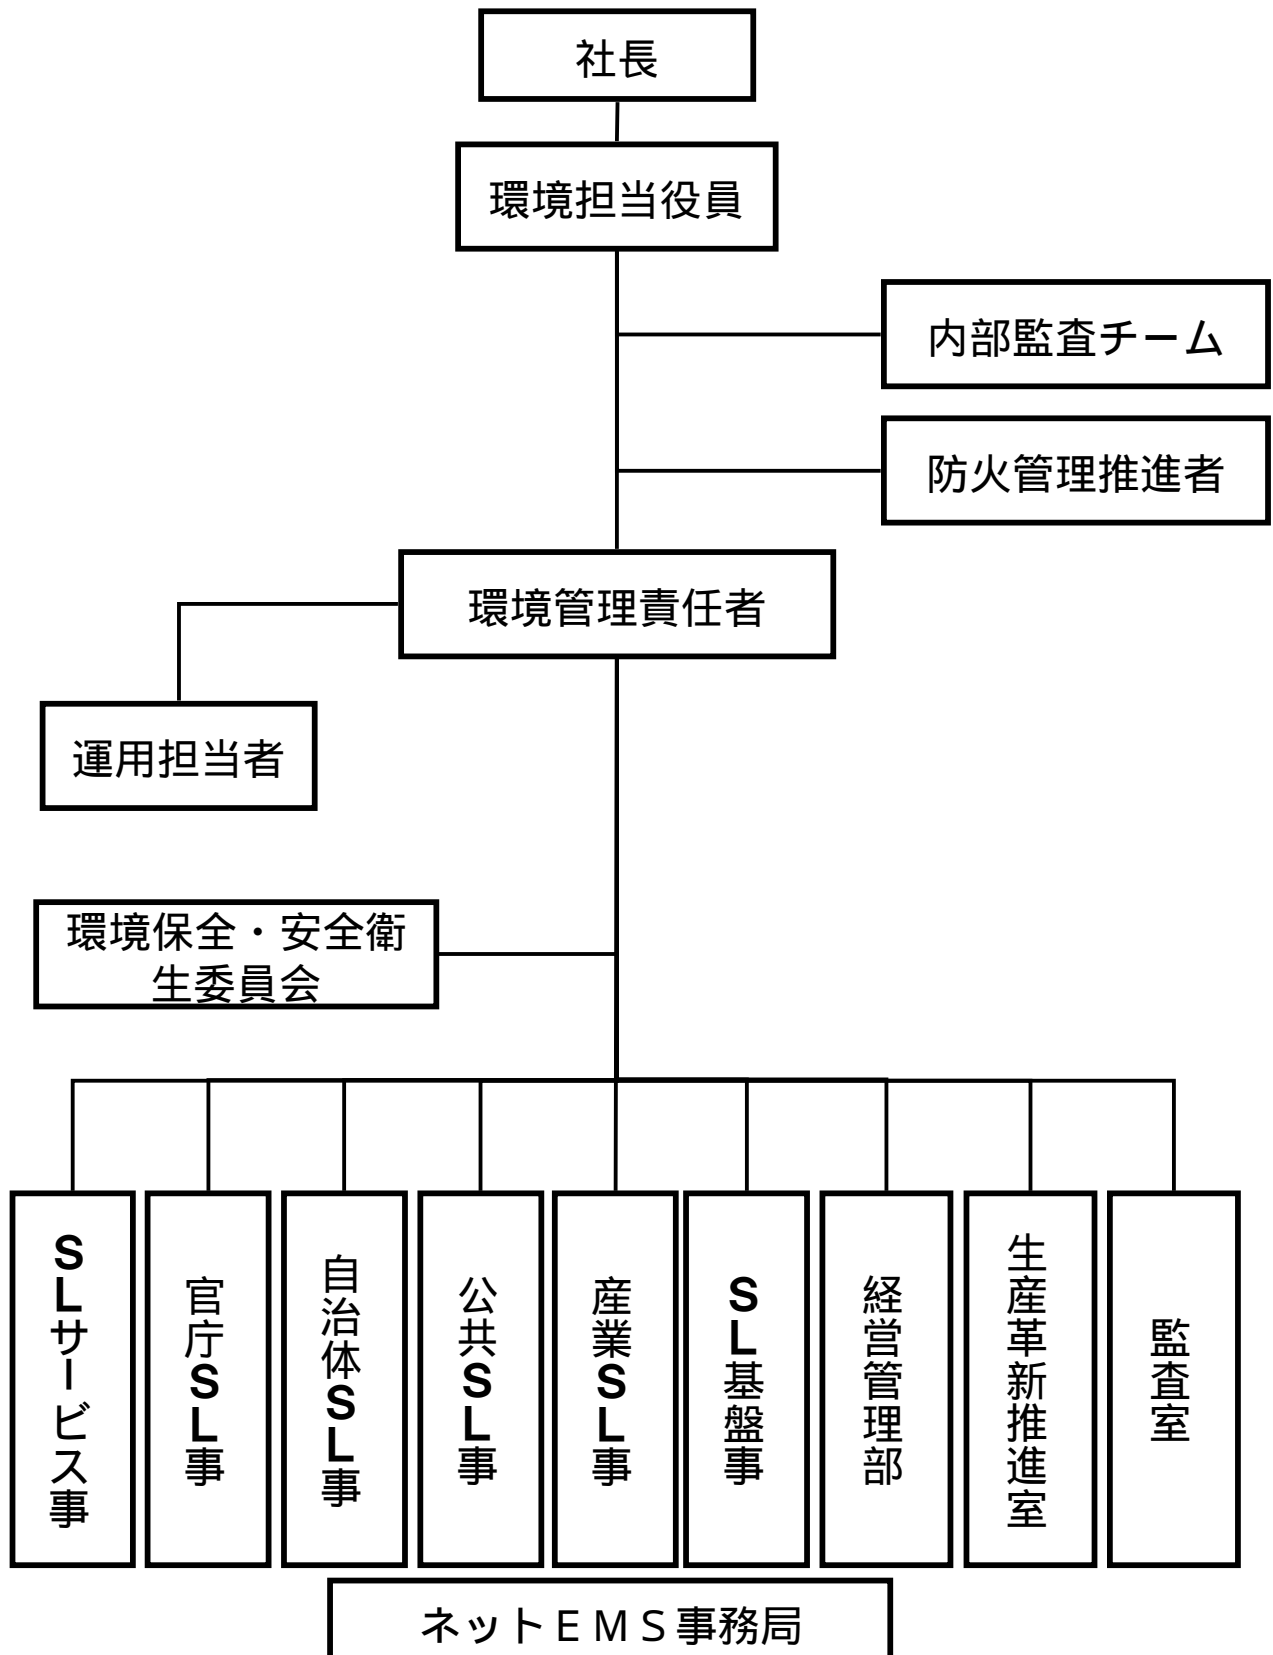 社長
環境担当役員
内部監査チーム
防火管理推進者
環境管理責任者
運用担当者
環境保全・安全衛
生委員会
SLサービス事
官庁SL事
自治体SL事
公共SL事
産業SL事
SL基盤事
経営管理部
生産革新推進室
監査室
ネットＥＭＳ事務局